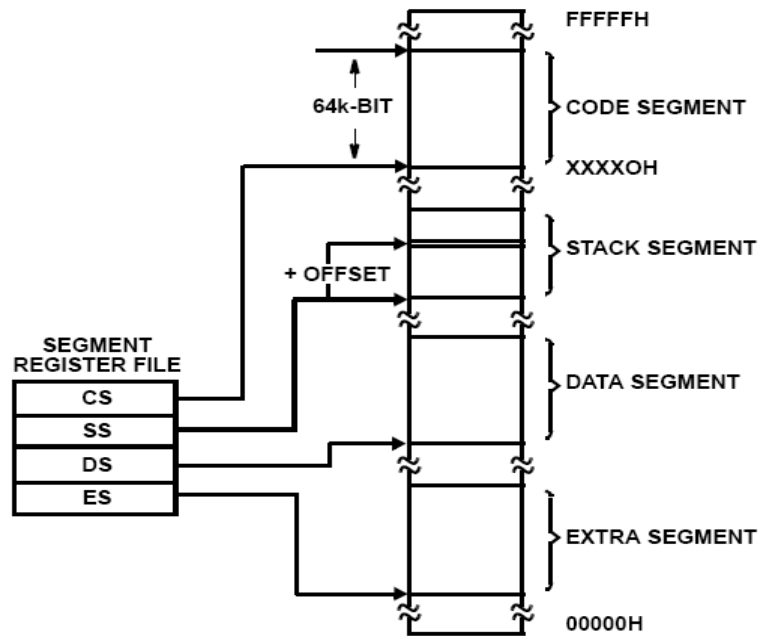 FFFFFH
64k-BIT
CODE SEGMENT
XXXXOH
STACK SEGMENT
+ OFFSET
SEGMENT
REGISTER FILE
CS
SS
DS
ES
DATA SEGMENT
EXTRA SEGMENT
00000H